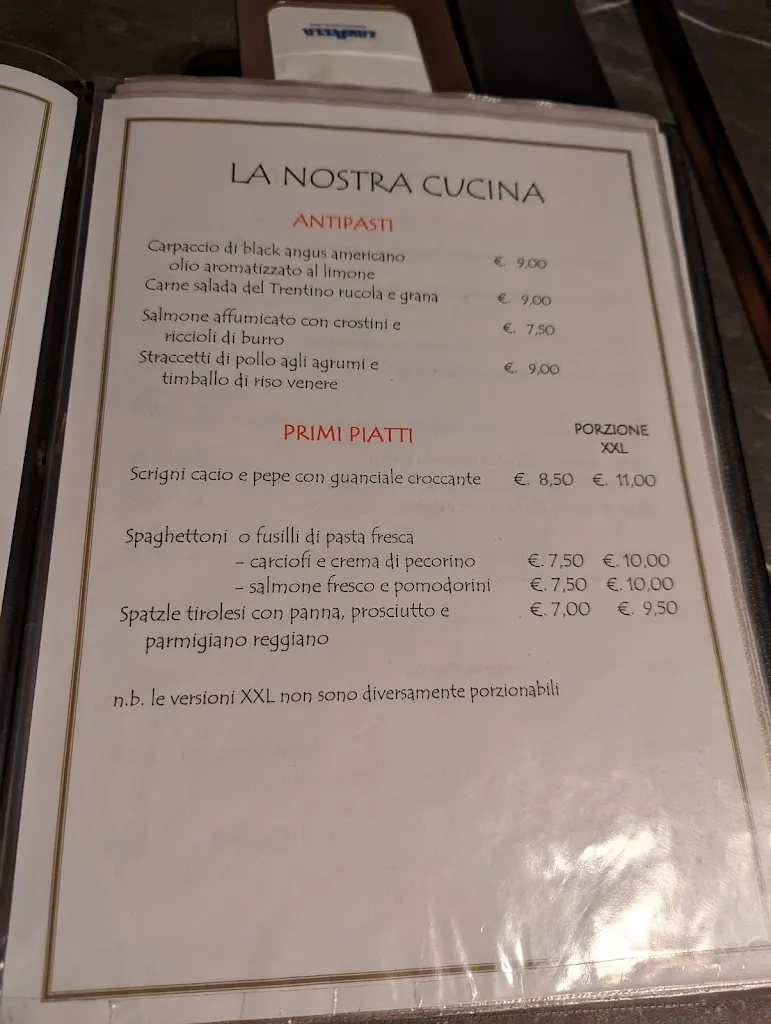 LAVAZZA
LA NOSTRA CUCINA
ANTIPASTI
Carpaccio di black angus americano
olio aromatizzato al limone €. 9,00
Carne salada del Trentino rucola e grana €. 9,00
Salmone affumicato con crostini e €. 7,50
riccioli di burro
Straccetti di pollo agli agrumi e €. 9,00
timballo di riso venere
PRIMI PIATTI PORZIONE
XXL
Scrigni cacio e pepe con guanciale croccante €. 8,50 €. 11,00
Spaghettoni o fusilli di pasta fresca
- carciofi e crema di pecorino €. 7,50 €. 10,00
- salmone fresco e pomodorini €. 7,50 €. 10,00
Spatzle tirolesi con panna, prosciutto e €. 7,00 €. 9,50
parmigiano reggiano
n.b. le versioni XXL non sono diversamente porzionabili